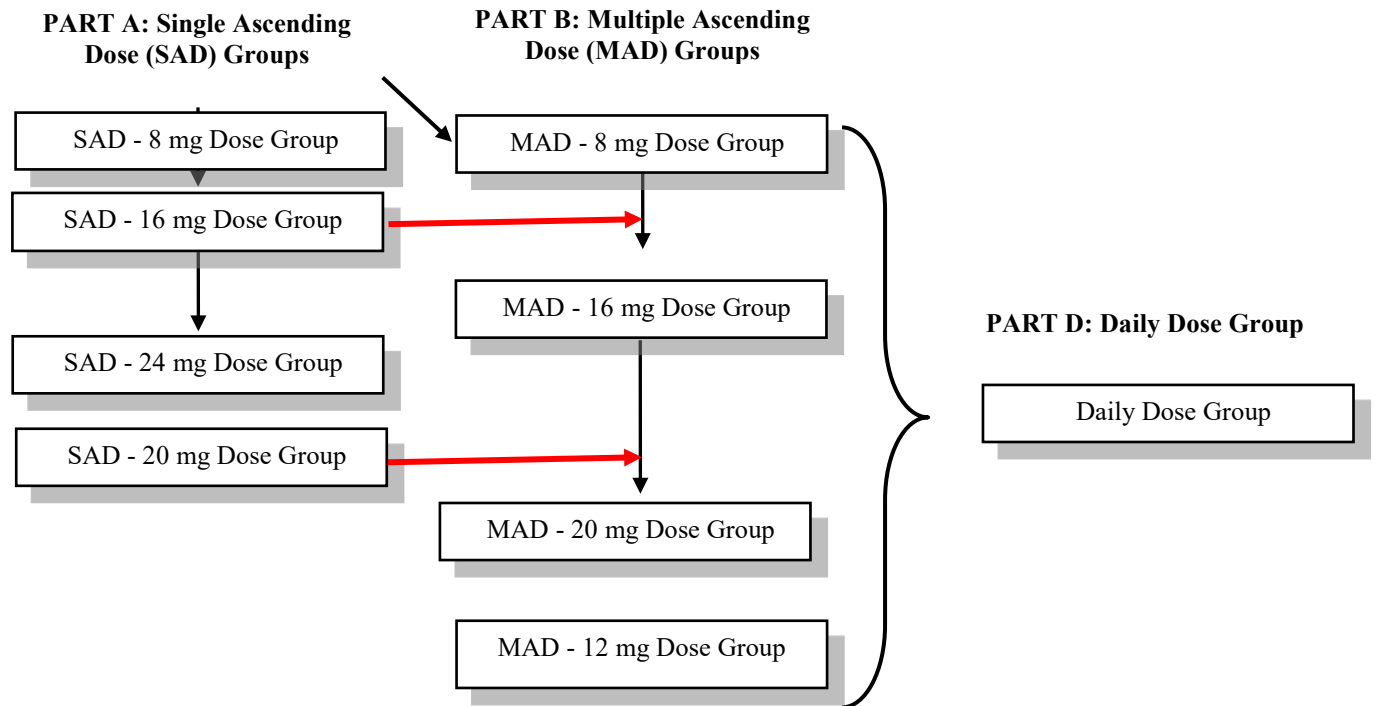 PART A: Single Ascending
Dose (SAD) Groups
PART B: Multiple Ascending
Dose (MAD) Groups
SAD - 8 mg Dose Group
MAD - 8 mg Dose Group
SAD - 16 mg Dose Group
MAD - 16 mg Dose Group
PART D: Daily Dose Group
SAD - 24 mg Dose Group
Daily Dose Group
SAD - 20 mg Dose Group
MAD - 20 mg Dose Group
MAD - 12 mg Dose Group